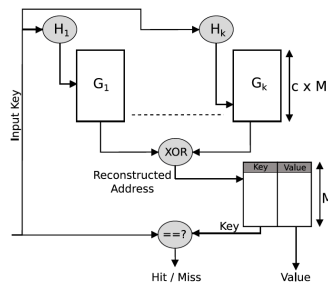 H1
Hk
Input Key
G1
Gk
c x M
XOR
Reconstructed
Address
Key
Value
M
Key
==?
Hit / Miss
Value